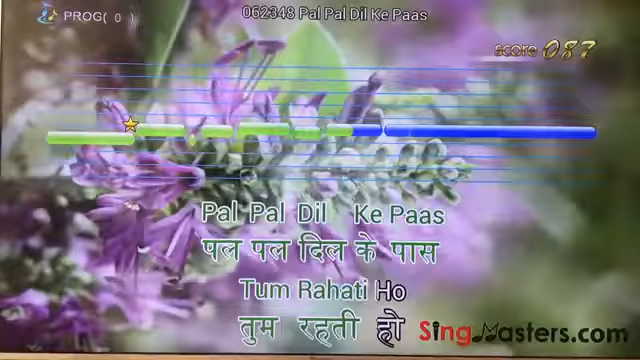 PROG( 0 )
062348 Pal Pal Dil Ke Paas
score 087
Pal Pal Dil Ke Paas
पल पल दिल के पास
Tum Rahati Ho
तुम रहती हो
SingMasters.com